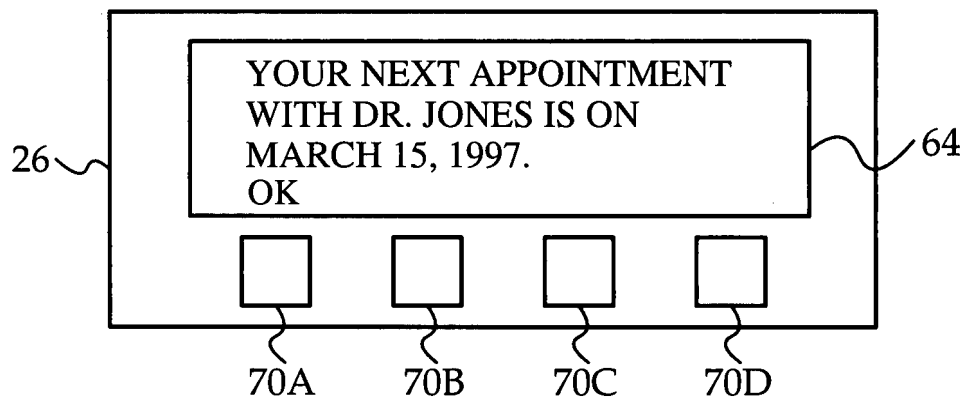 YOUR NEXT APPOINTMENT
WITH DR. JONES IS ON
MARCH 15, 1997.
OK
26
64
70A 70B 70C 70D